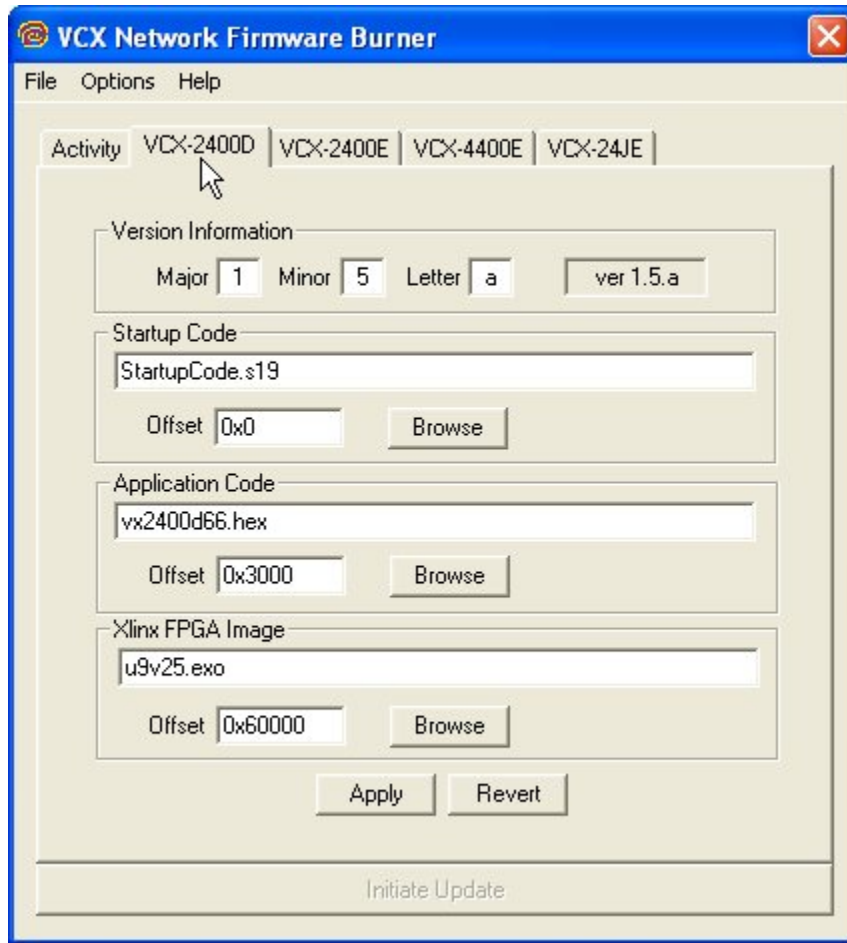 VCX Network Firmware Burner
File Options Help
Activity VCX-2400D VCX-2400E VCX-4400E VCX-24JE
Version Information
Major 1 Minor 5 Letter a ver 1.5.a
Startup Code
StartupCode.s19
Offset 0x0 Browse
Application Code
vx2400d66.hex
Offset 0x3000 Browse
Xlinx FPGA Image
u9v25.exo
Offset 0x60000 Browse
Apply Revert
Initiate Update